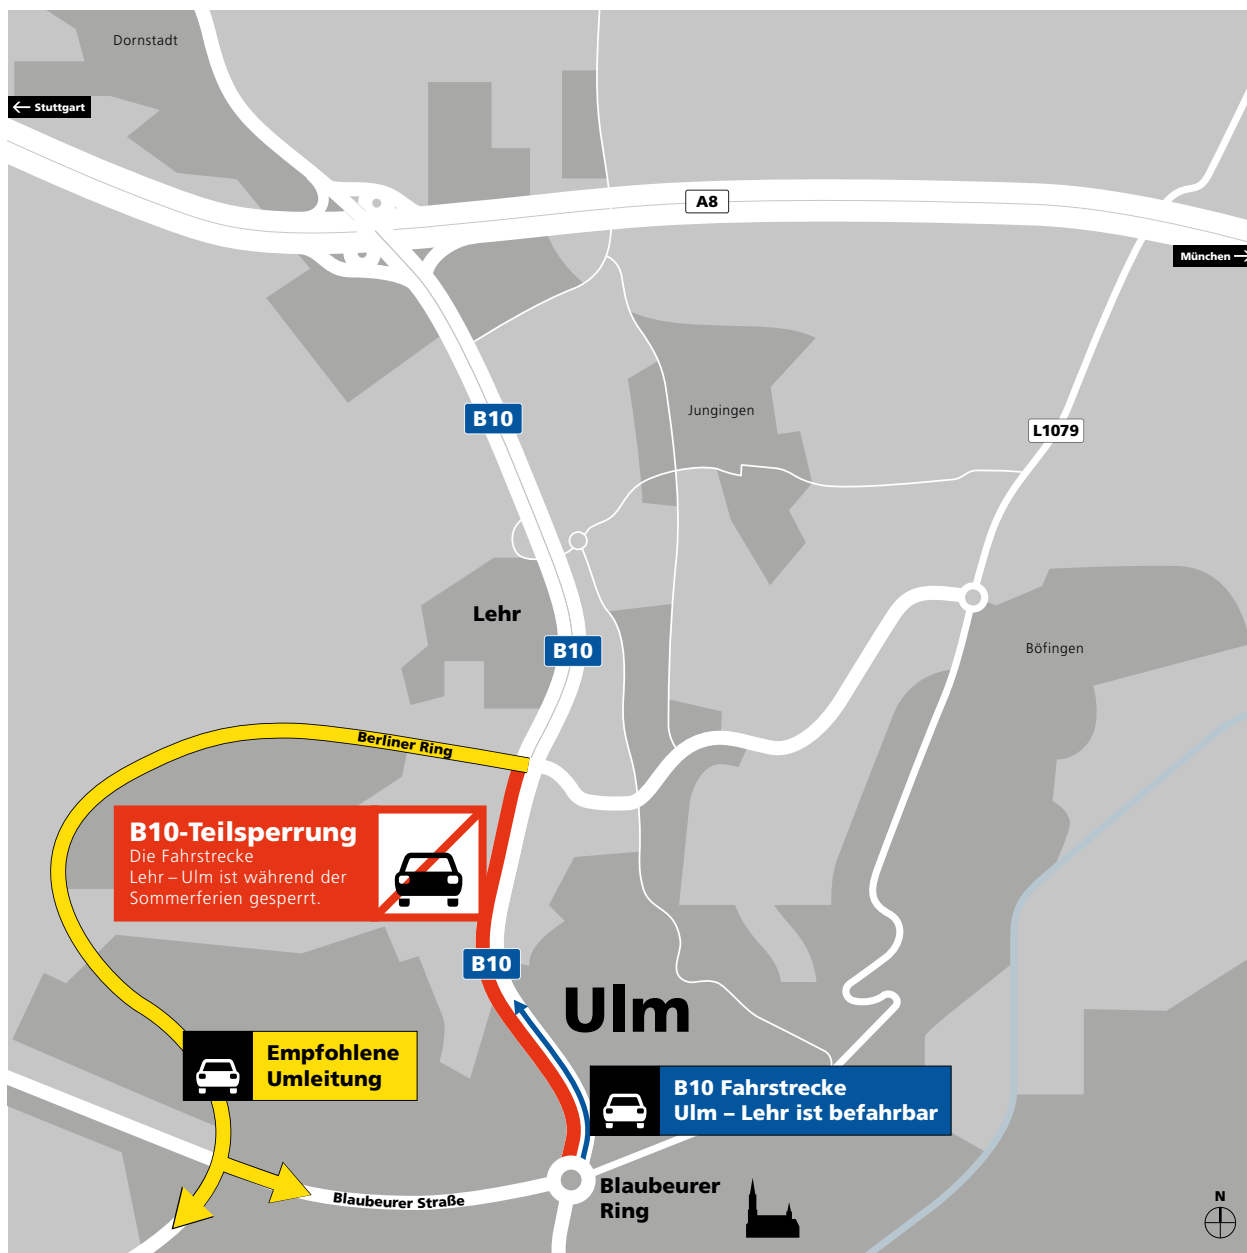 Dornstadt
← Stuttgart
A8
München →
B10
Jungingen
L1079
Lehr
B10
Böfingen
Berliner Ring
B10-Teilsperrung
Die Fahrstrecke
Lehr – Ulm ist während der
Sommerferien gesperrt.
B10
Ulm
Empfohlene
Umleitung
B10 Fahrstrecke
Ulm – Lehr ist befahrbar
Blaubeurer Straße
Blaubeurer
Ring
N